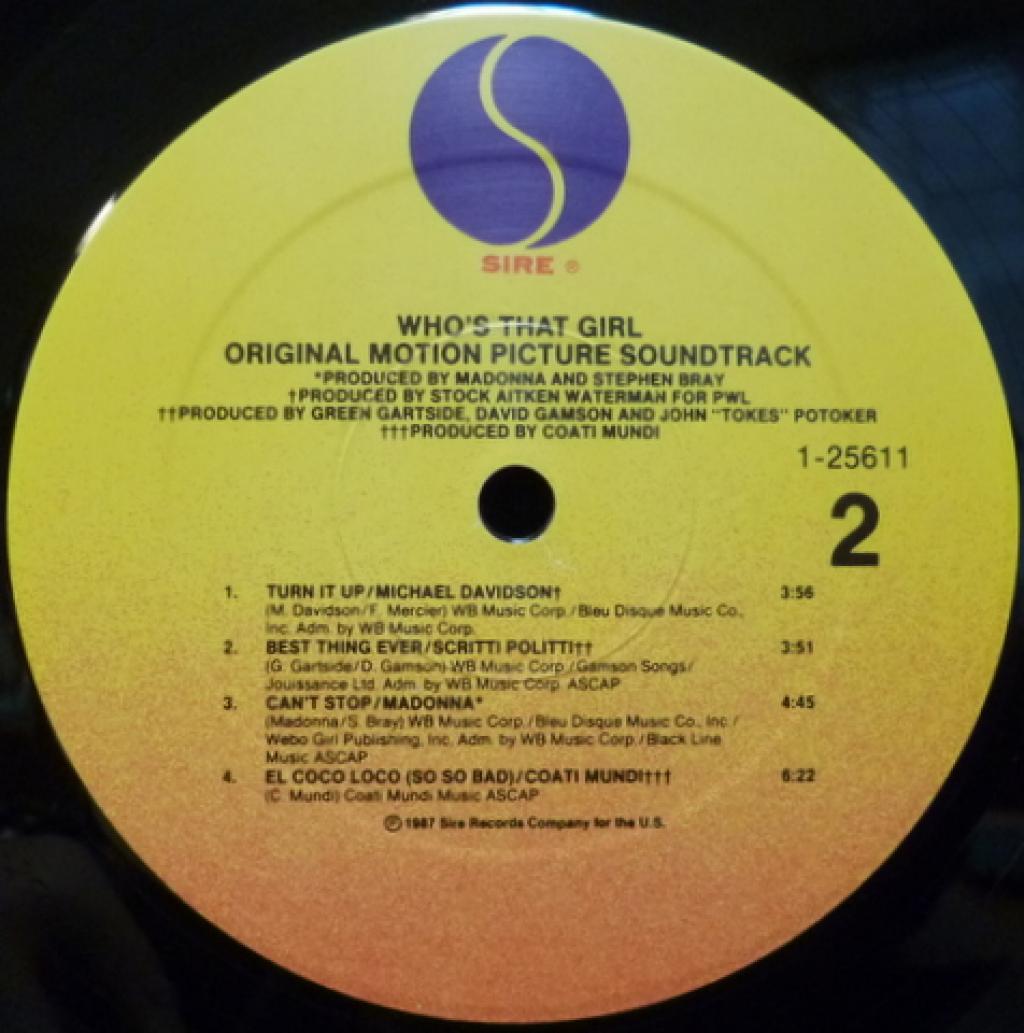 SIRE ®
WHO'S THAT GIRL
ORIGINAL MOTION PICTURE SOUNDTRACK
*PRODUCED BY MADONNA AND STEPHEN BRAY
†PRODUCED BY STOCK AITKEN WATERMAN FOR PWL
††PRODUCED BY GREEN GARTSIDE, DAVID GAMSON AND JOHN "TOKES" POTOKER
†††PRODUCED BY COATI MUNDI
1-25611
2
1. TURN IT UP/MICHAEL DAVIDSON† 3:56
(M. Davidson/F. Mercier) WB Music Corp./Bleu Disque Music Co.,
Inc. Adm. by WB Music Corp.
2. BEST THING EVER/SCRITTI POLITTI†† 3:51
(G. Gartside/D. Gamson) WB Music Corp./Gamson Songs/
Jouissance Ltd. Adm. by WB Music Corp. ASCAP
3. CAN'T STOP/MADONNA* 4:45
(Madonna/S. Bray) WB Music Corp./Bleu Disque Music Co., Inc./
Webo Girl Publishing, Inc. Adm. by WB Music Corp./Black Line
Music ASCAP
4. EL COCO LOCO (SO SO BAD)/COATI MUNDI††† 6:22
(C. Mundi) Coati Mundi Music ASCAP
℗ 1987 Sire Records Company for the U.S.